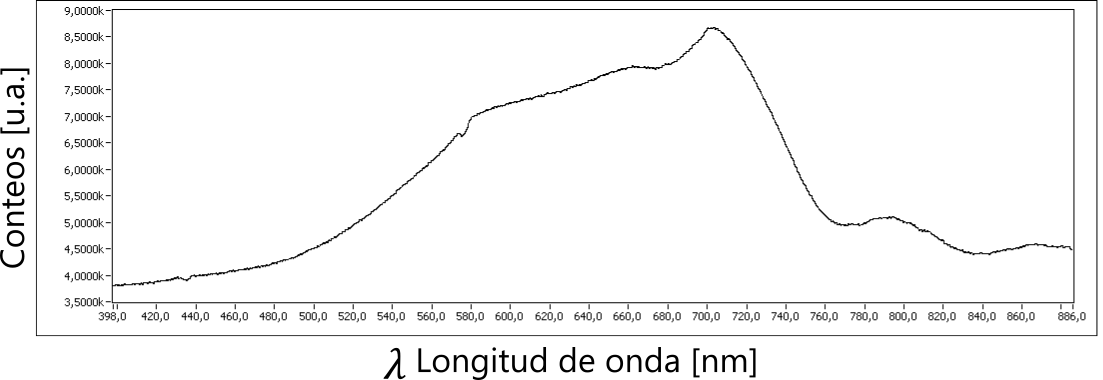 Conteos [u.a.]
9,0000k
8,5000k
8,0000k
7,5000k
7,0000k
6,5000k
6,0000k
5,5000k
5,0000k
4,5000k
4,0000k
3,5000k
398,0 420,0 440,0 460,0 480,0 500,0 520,0 540,0 560,0 580,0 600,0 620,0 640,0 660,0 680,0 700,0 720,0 740,0 760,0 780,0 800,0 820,0 840,0 860,0 886,0
λ Longitud de onda [nm]